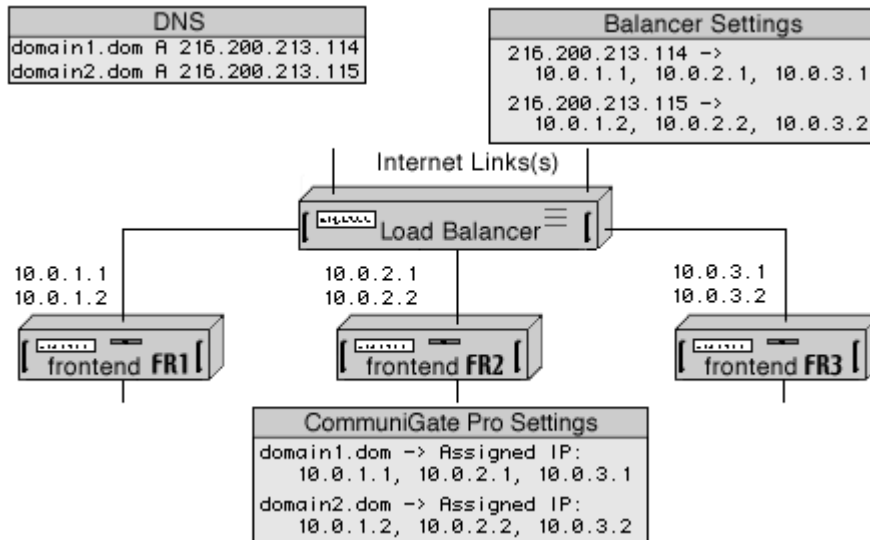 DNS
domain1.dom A 216.200.213.114
domain2.dom A 216.200.213.115
Balancer Settings
216.200.213.114 ->
10.0.1.1, 10.0.2.1, 10.0.3.1
216.200.213.115 ->
10.0.1.2, 10.0.2.2, 10.0.3.2
Internet Links(s)
Load Balancer
10.0.1.1
10.0.1.2
10.0.2.1
10.0.2.2
10.0.3.1
10.0.3.2
frontend FR1
frontend FR2
frontend FR3
CommuniGate Pro Settings
domain1.dom -> Assigned IP:
10.0.1.1, 10.0.2.1, 10.0.3.1
domain2.dom -> Assigned IP:
10.0.1.2, 10.0.2.2, 10.0.3.2